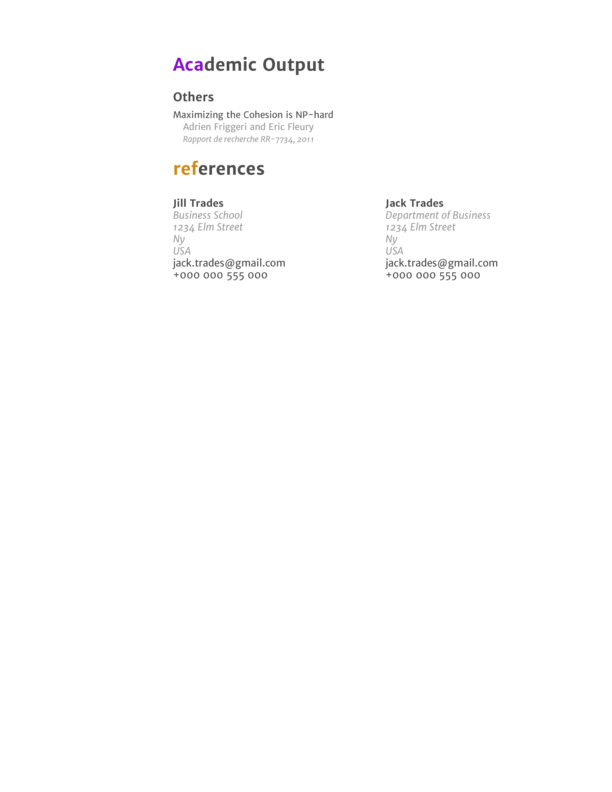 Academic Output
Others
Maximizing the Cohesion is NP-hard
Adrien Friggeri and Eric Fleury
Rapport de recherche RR-7734, 2011
references
Jill Trades
Business School
1234 Elm Street
Ny
USA
jack.trades@gmail.com
+000 000 555 000
Jack Trades
Department of Business
1234 Elm Street
Ny
USA
jack.trades@gmail.com
+000 000 555 000